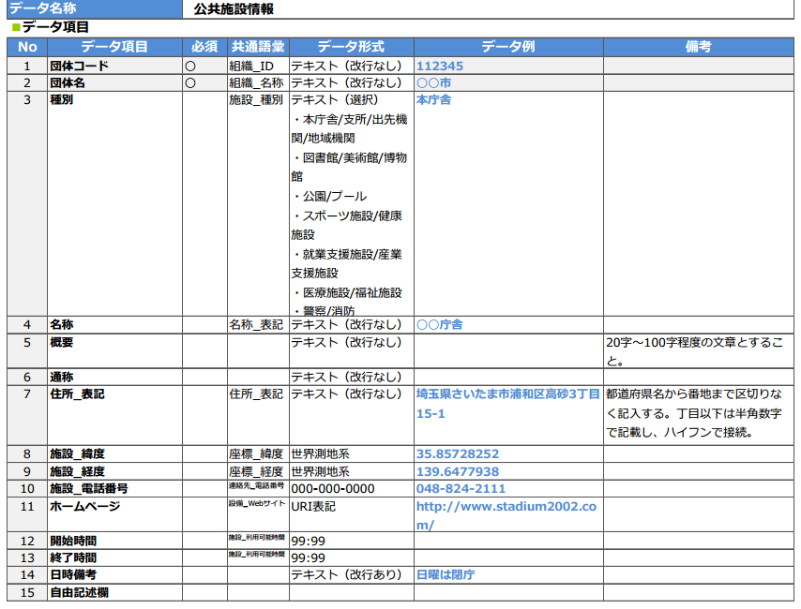 データ名称 公共施設情報
■データ項目
No データ項目 必須 共通語彙 データ形式 データ例 備考
1 団体コード ○ 組織_ID テキスト（改行なし） 112345
2 団体名 ○ 組織_名称 テキスト（改行なし） ○○市
3 種別 施設_種別 テキスト（選択） 本庁舎
・本庁舎/支所/出先機
関/地域機関
・図書館/美術館/博物
館
・公園/プール
・スポーツ施設/健康
施設
・就業支援施設/産業
支援施設
・医療施設/福祉施設
・警察/消防
4 名称 名称_表記 テキスト（改行なし） ○○庁舎
5 概要 テキスト（改行なし） 20字～100字程度の文章とするこ
と。
6 通称 テキスト（改行なし）
7 住所_表記 住所_表記 テキスト（改行なし） 埼玉県さいたま市浦和区高砂3丁目 都道府県名から番地まで区切りな
15-1 く記入する。丁目以下は半角数字
で記載し、ハイフンで接続。
8 施設_緯度 座標_緯度 世界測地系 35.85728252
9 施設_経度 座標_経度 世界測地系 139.6477938
10 施設_電話番号 連絡先_電話番号 000-000-0000 048-824-2111
11 ホームページ 設備_Webサイト URI表記 http://www.stadium2002.co
m/
12 開始時間 施設_利用可能時間 99:99
13 終了時間 施設_利用可能時間 99:99
14 日時備考 テキスト（改行あり） 日曜は閉庁
15 自由記述欄